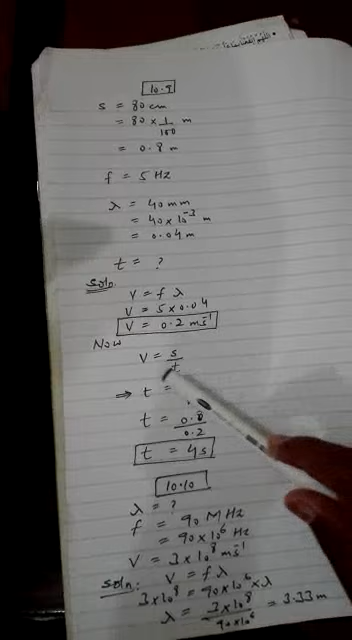 10.9
s = 80 cm
= 80 × 1/100 m
= 0.8 m
f = 5 Hz
λ = 40 mm
= 40 × 10⁻³ m
= 0.04 m
t = ?
Soln.
V = f λ
V = 5 × 0.04
V = 0.2 ms⁻¹
Now
V = s/t
⇒ t =
t = 0.8/0.2
t = 4s
10.10
λ = ?
f = 90 MHz
= 90 × 10⁶ Hz
V = 3 × 10⁸ ms⁻¹
Soln: V = f λ
3 × 10⁸ = 90 × 10⁶ × λ
λ = 3 × 10⁸/90 × 10⁶ = 3.33 m